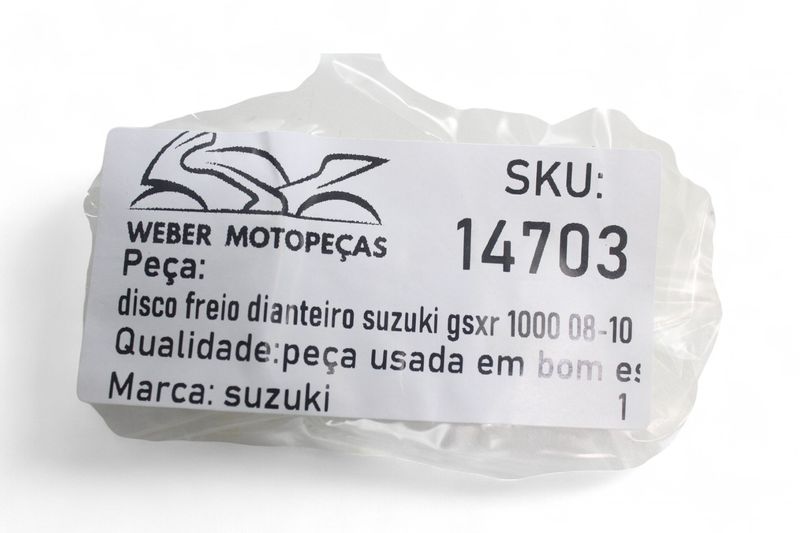 WEBER MOTOPEÇAS
SKU:
14703
Peça:
disco freio dianteiro suzuki gsxr 1000 08-10
Qualidade:peça usada em bom es
Marca: suzuki
1